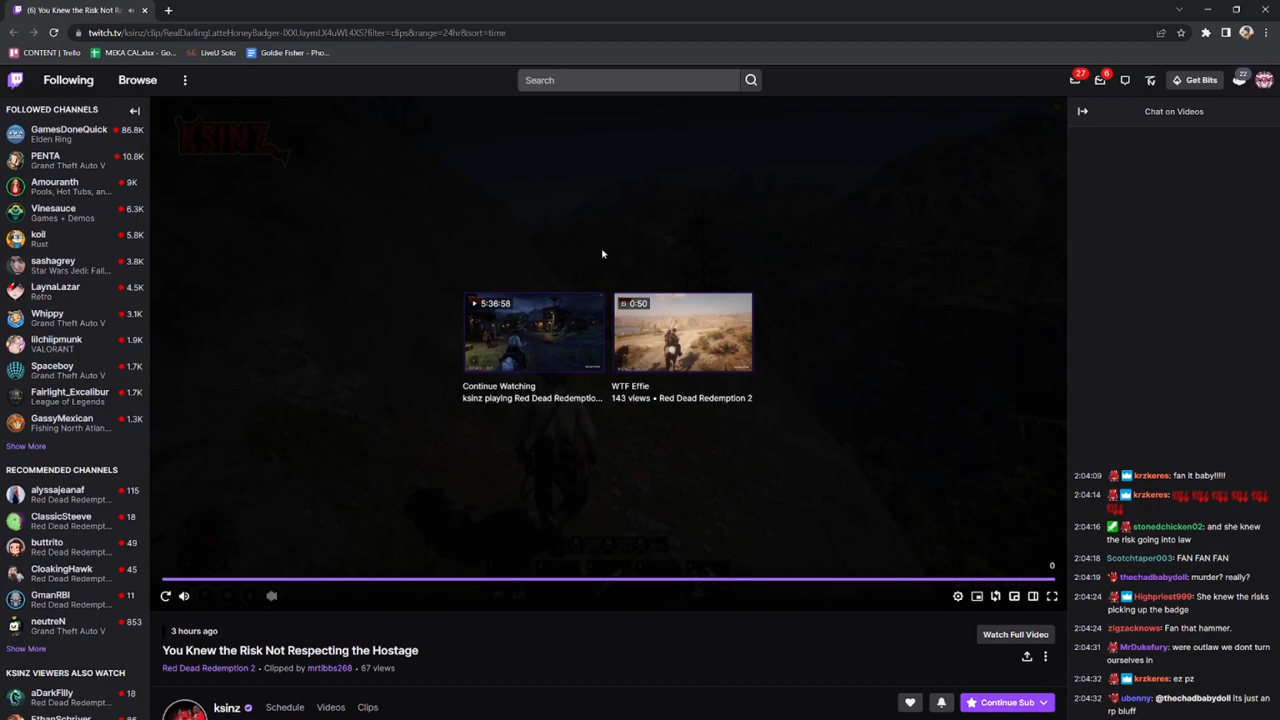 (6) You Knew the Risk Not R
twitch.tv/ksinz/clip/RealDarlingLatteHoneyBadger-lXXUaymLX4uWL4XS?filter=clips&range=24hr&sort=time
CONTENT | Trello
MEKA CAL.xlsx - Go...
LiveU Solo
Goldie Fisher - Pho...
Following
Browse
Search
27
6
Get Bits
22
FOLLOWED CHANNELS
GamesDoneQuick 86.8K
Elden Ring
PENTA 10.8K
Grand Theft Auto V
Amouranth 9K
Pools, Hot Tubs, an...
Vinesauce 6.3K
Games + Demos
koil 5.8K
Rust
sashagrey 3.8K
Star Wars Jedi: Fall...
LaynaLazar 4.5K
Retro
Whippy 3.1K
Grand Theft Auto V
lilchiipmunk 1.9K
VALORANT
Spaceboy 1.7K
Grand Theft Auto V
Fairlight_Excalibur 1.7K
League of Legends
GassyMexican 1.3K
Fishing North Atlan...
Show More
RECOMMENDED CHANNELS
alyssajeanaf 115
Red Dead Redempt...
ClassicSteeve 18
Red Dead Redempt...
buttrito 49
Red Dead Redempt...
CloakingHawk 45
Red Dead Redempt...
GmanRBI 11
Red Dead Redempt...
neutreN 853
Red Dead Redempt...
Show More
KSINZ VIEWERS ALSO WATCH
aDarkFilly 18
Red Dead Redempt...
EthanSchriver
KSINZ
5:36:58
0:50
Continue Watching
ksinz playing Red Dead Redemptio...
WTF Effie
143 views • Red Dead Redemption 2
0
3 hours ago
Watch Full Video
You Knew the Risk Not Respecting the Hostage
Red Dead Redemption 2 • Clipped by mrtibbs268 • 67 views
ksinz
Schedule
Videos
Clips
Continue Sub
Chat on Videos
2:04:09 krzkeres: fan it baby!!!!!
2:04:14 krzkeres:
2:04:16 stonedchicken02: and she knew
the risk going into law
2:04:18 Scotchtaper003: FAN FAN FAN
2:04:19 thechadbabydoll: murder? really?
2:04:24 Highpriest999: She knew the risks
picking up the badge
2:04:28 zigzacknows: Fan that hammer.
2:04:31 MrDukefury: were outlaw we dont turn
ourselves in
2:04:32 krzkeres: ez pz
2:04:32 ubenny: @thechadbabydoll its just an
rp bluff